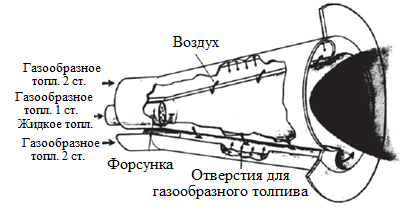 Воздух
Газообразное
топл. 2 ст.
Газообразное
топл. 1 ст.
Жидкое топл.
Газообразное
топл. 2 ст.
Форсунка
Отверстия для
газообразного толпива